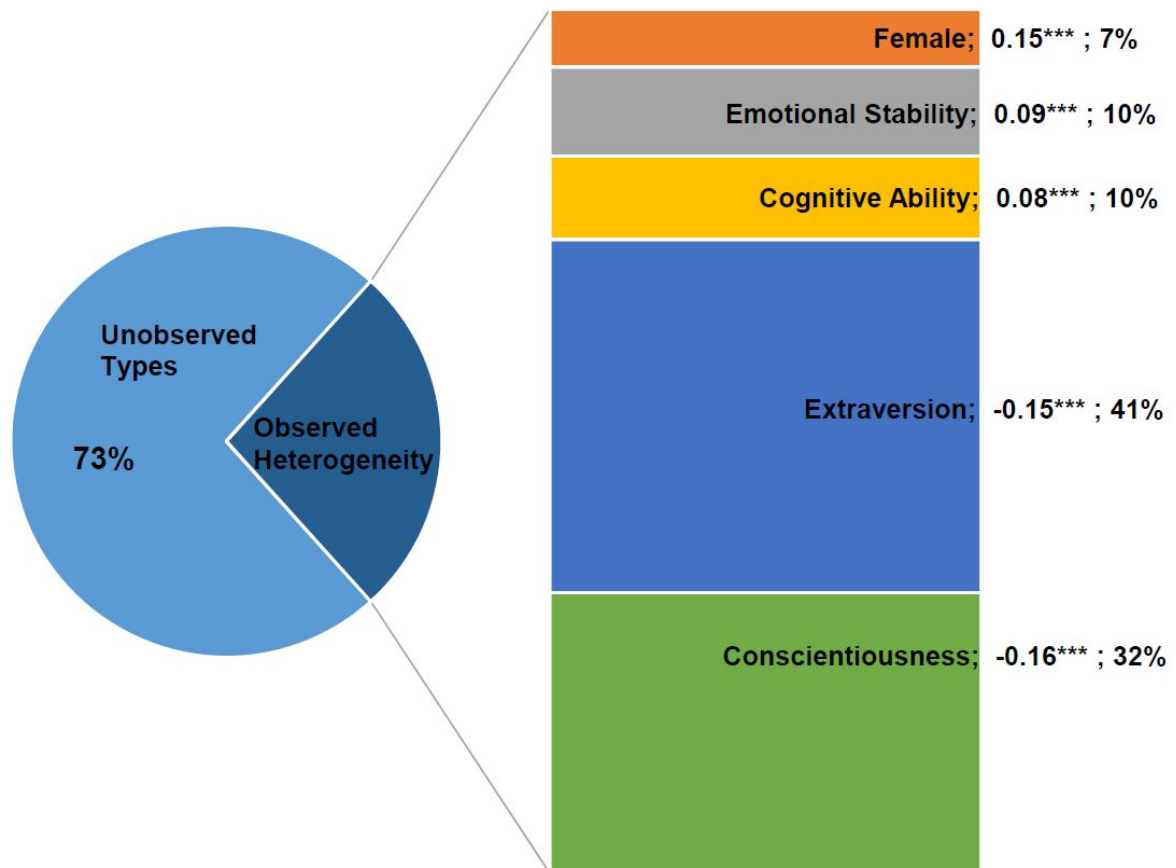 Female; 0.15*** ; 7%
Emotional Stability; 0.09*** ; 10%
Cognitive Ability; 0.08*** ; 10%
Unobserved
Types
73%
Observed
Heterogeneity
Extraversion; -0.15*** ; 41%
Conscientiousness; -0.16*** ; 32%